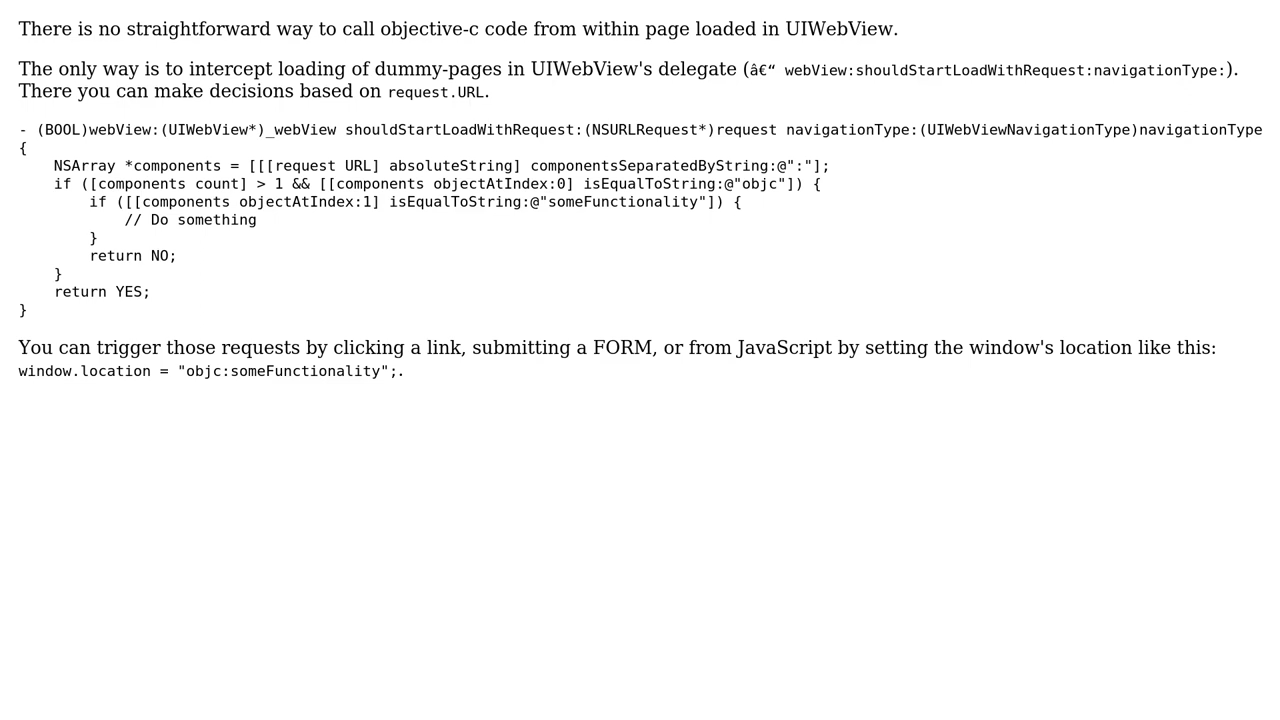 There is no straightforward way to call objective-c code from within page loaded in UIWebView.
The only way is to intercept loading of dummy-pages in UIWebView's delegate (â€“ webView:shouldStartLoadWithRequest:navigationType:).
There you can make decisions based on request.URL.
- (BOOL)webView:(UIWebView*)_webView shouldStartLoadWithRequest:(NSURLRequest*)request navigationType:(UIWebViewNavigationType)navigationType
{
    NSArray *components = [[[request URL] absoluteString] componentsSeparatedByString:@":"];
    if ([components count] > 1 && [[components objectAtIndex:0] isEqualToString:@"objc"]) {
        if ([[components objectAtIndex:1] isEqualToString:@"someFunctionality"]) {
            // Do something
        }
        return NO;
    }
    return YES;
}
You can trigger those requests by clicking a link, submitting a FORM, or from JavaScript by setting the window's location like this:
window.location = "objc:someFunctionality";.